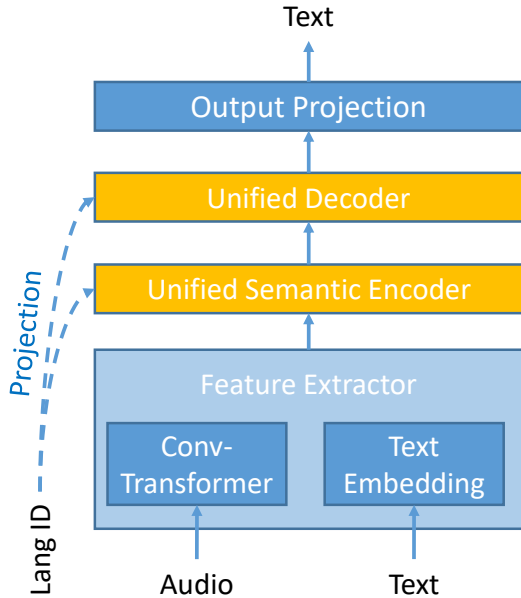 Text
Output Projection
Unified Decoder
Unified Semantic Encoder
Projection
Feature Extractor
Conv-
Transformer
Text
Embedding
Lang ID
Audio
Text